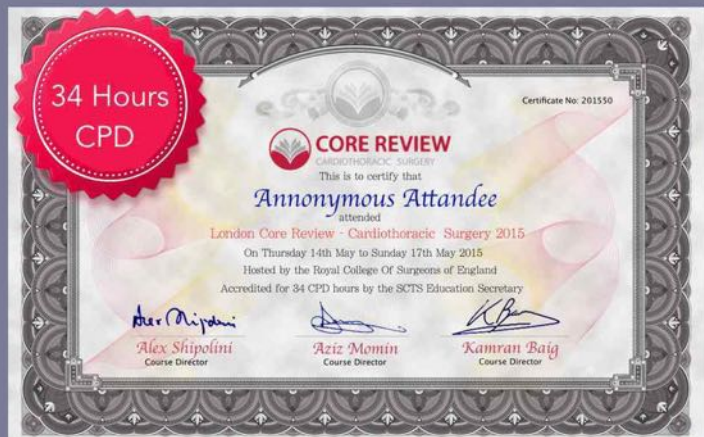 34 Hours
CPD
Certificate No: 201550
CORE REVIEW
CARDIOTHORACIC SURGERY
This is to certify that
Annonymous Attandee
attended
London Core Review - Cardiothoracic Surgery 2015
On Thursday 14th May to Sunday 17th May 2015
Hosted by the Royal College Of Surgeons of England
Accredited for 34 CPD hours by the SCTS Education Secretary
Alex Shipolini
Aziz Momin
Kamran Baig
Course Director
Course Director
Course Director